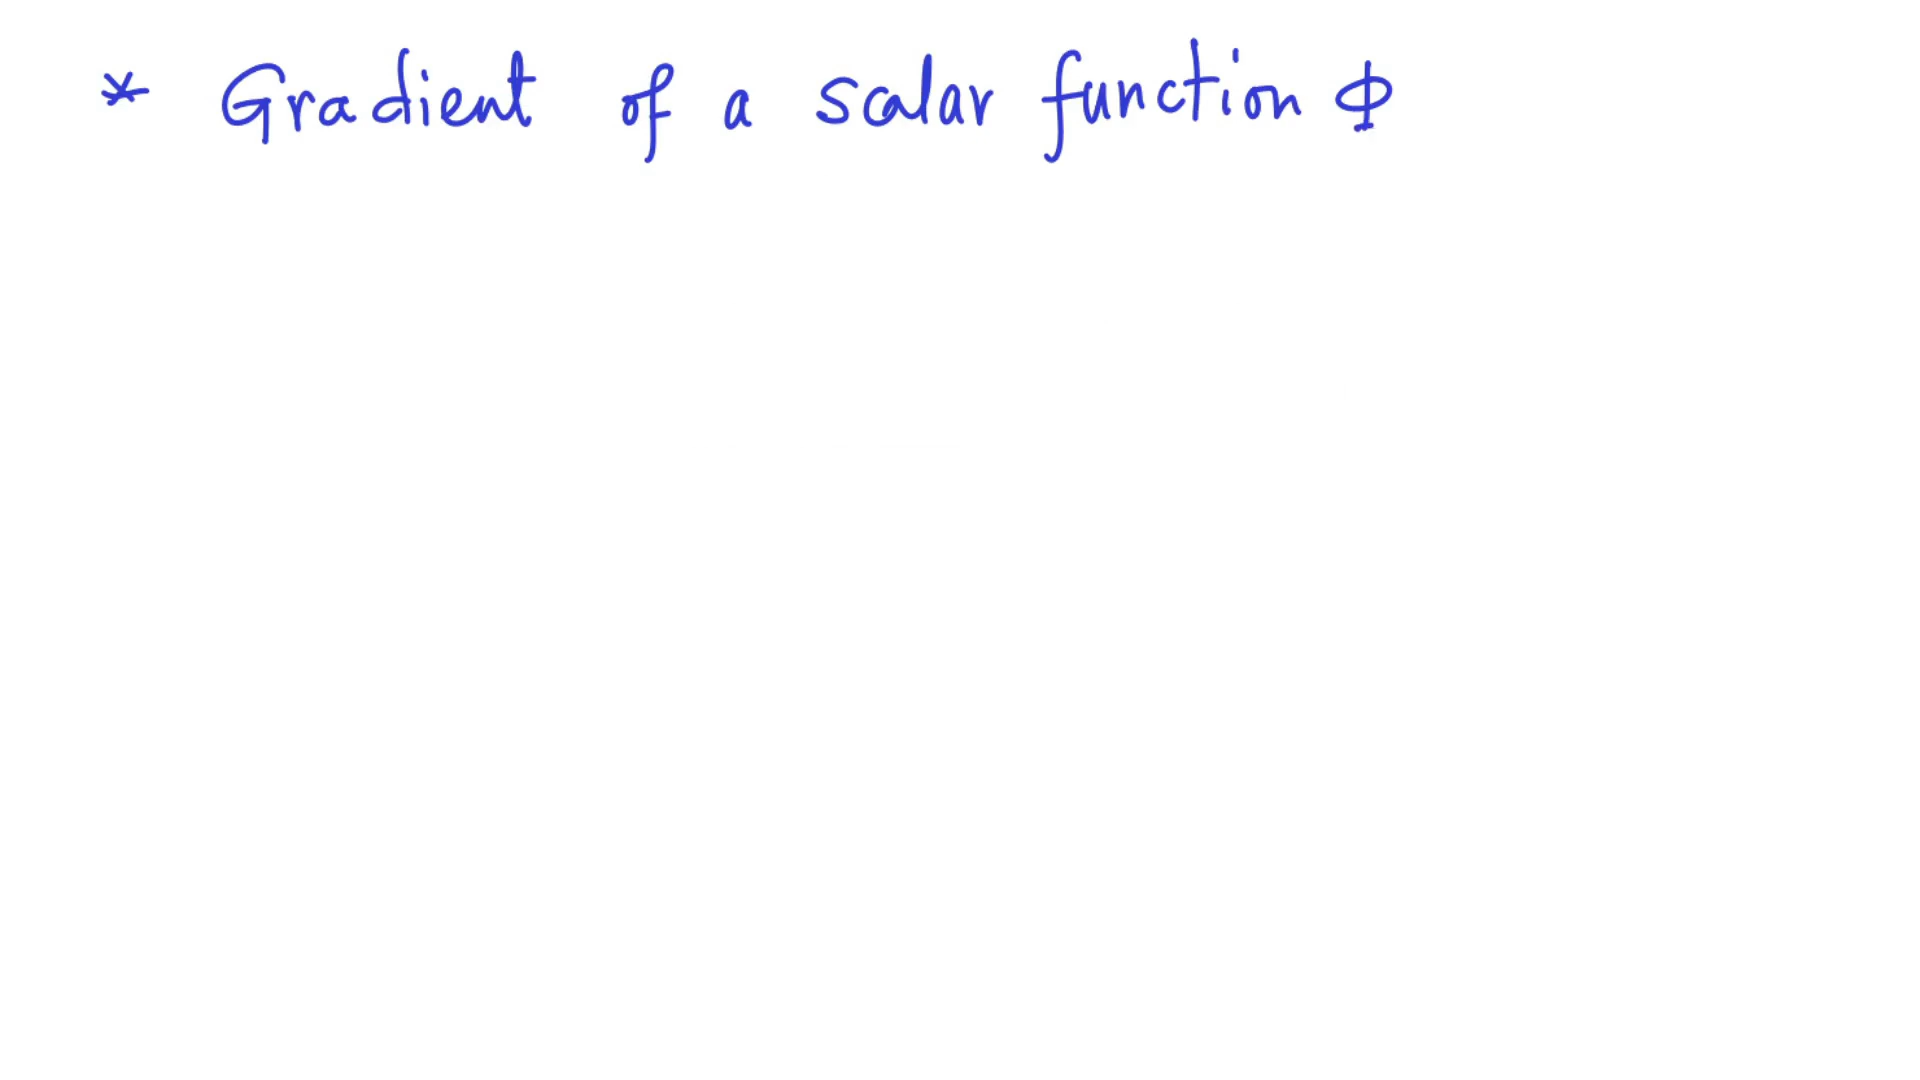 * Gradient of a scalar function Φ